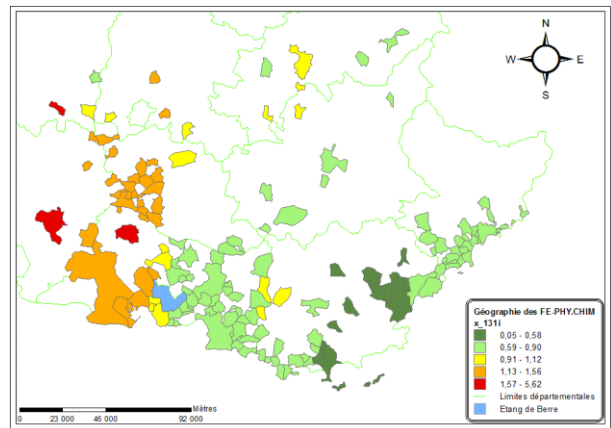 N
W E
S
Géographie des FE-PHY.CHIM
x_131i
0,05 - 0,58
0,59 - 0,90
0,91 - 1,12
1,13 - 1,56
1,57 - 5,62
Limites départementales
Etang de Berre
Mètres
0 23 000 46 000 92 000